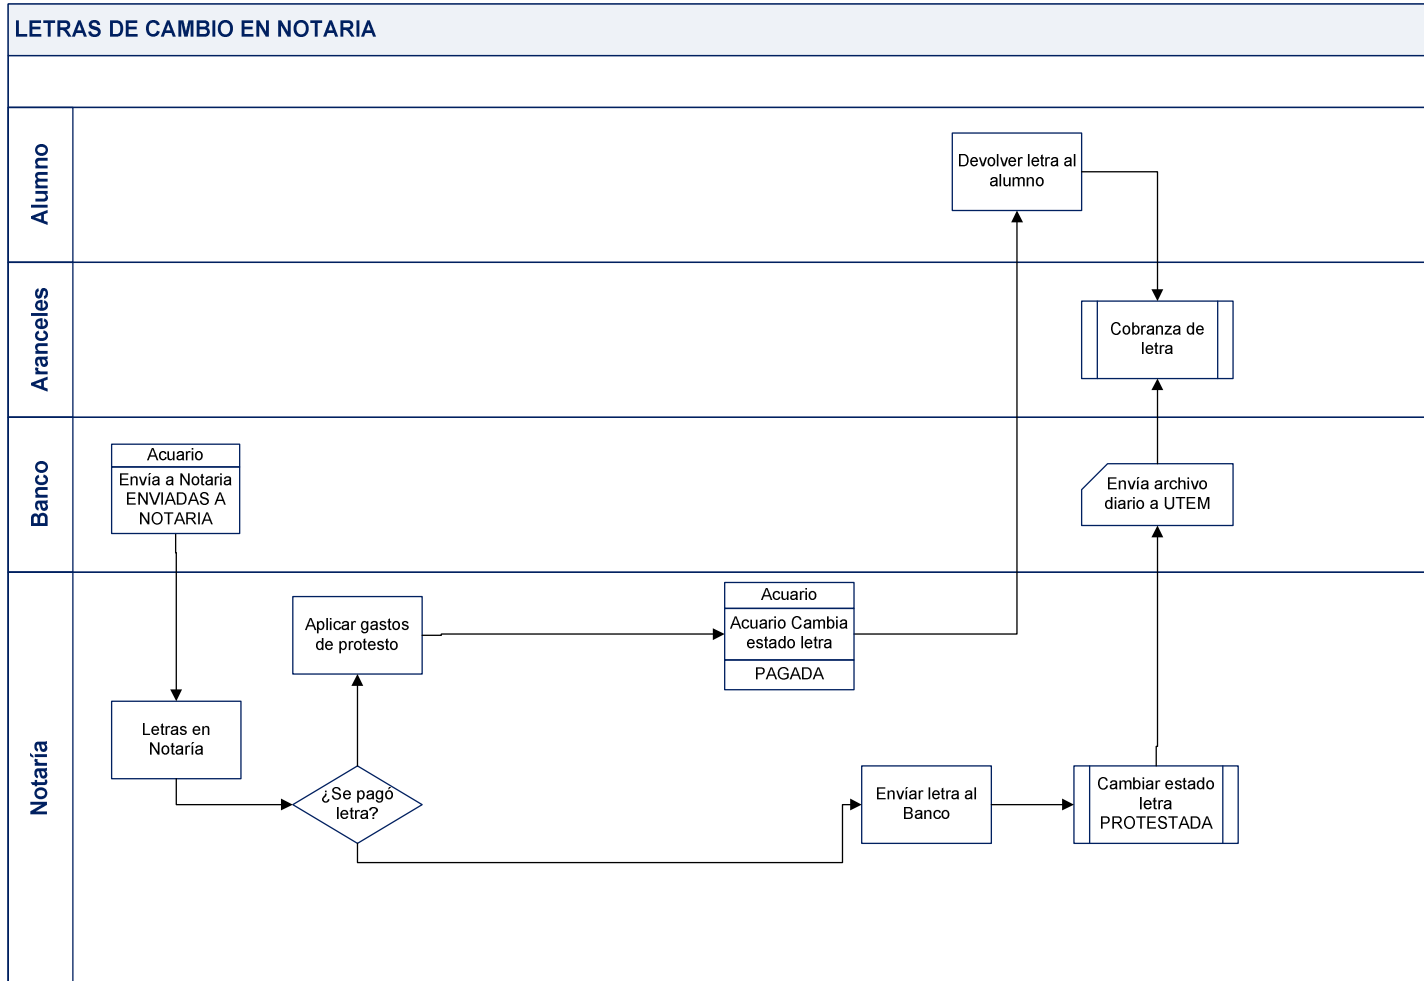 LETRAS DE CAMBIO EN NOTARIA
Alumno
Devolver letra al
alumno
Aranceles
Cobranza de
letra
Banco
Acuario
Envía a Notaria
ENVIADAS A
NOTARIA
Envía archivo
diario a UTEM
Notaría
Aplicar gastos
de protesto
Acuario
Acuario Cambia
estado letra
PAGADA
Letras en
Notaría
¿Se pagó
letra?
Envíar letra al
Banco
Cambiar estado
letra
PROTESTADA